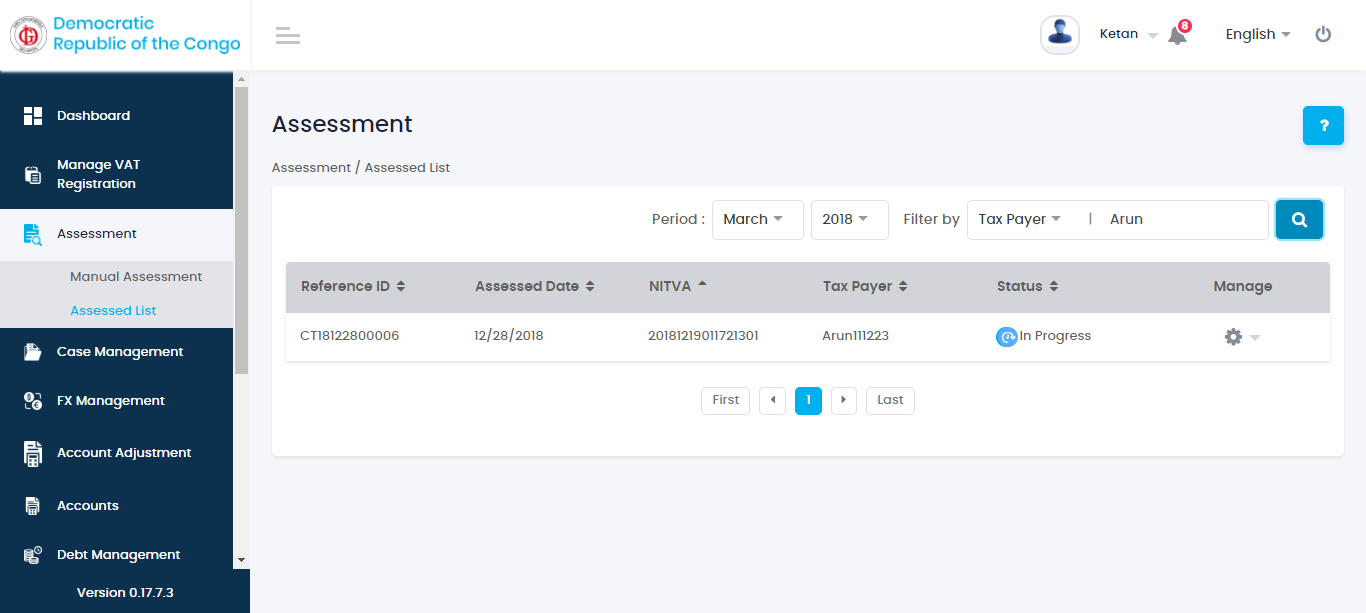 Democratic
Republic of the Congo
Ketan
8
English
Dashboard
Manage VAT
Registration
Assessment
Manual Assessment
Assessed List
Case Management
FX Management
Account Adjustment
Accounts
Debt Management
Version 0.17.7.3
Assessment
?
Assessment / Assessed List
Period : March 2018 Filter by Tax Payer | Arun
Reference ID Assessed Date NITVA Tax Payer Status Manage
CT18122800006 12/28/2018 20181219011721301 Arun111223 In Progress
First 1 Last